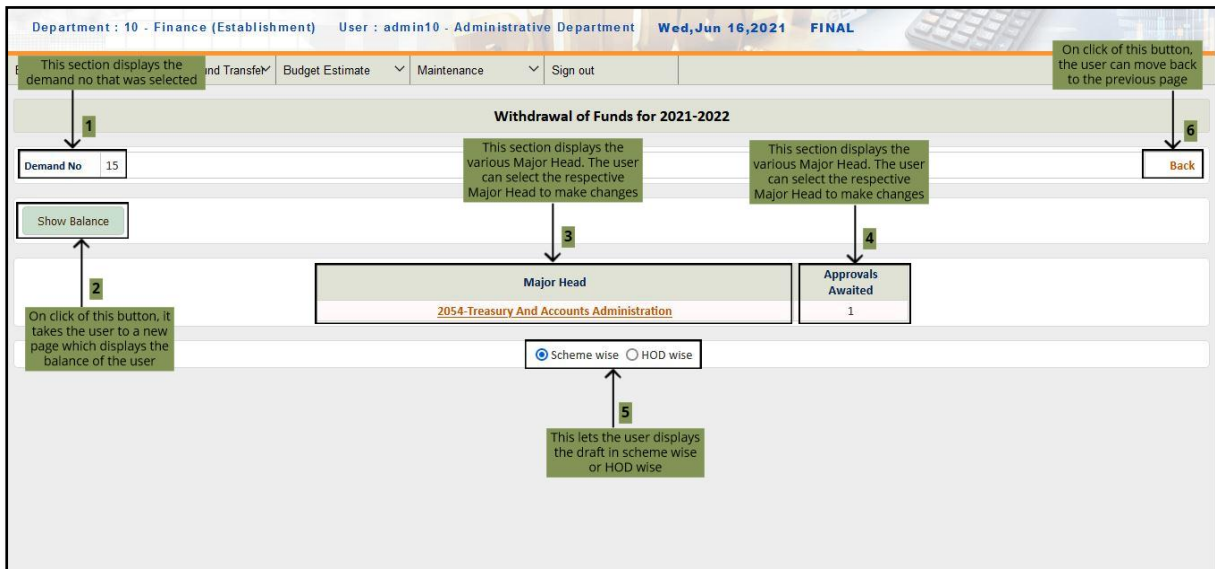 Department : 10 - Finance (Establishment) User : admin10 - Administrative Department Wed,Jun 16,2021 FINAL
This section displays the
demand no that was selected
Budget Estimate Maintenance Sign out
On click of this button,
the user can move back
to the previous page
Withdrawal of Funds for 2021-2022
1
6
Demand No 15
Back
This section displays the
various Major Head. The user
can select the respective
Major Head to make changes
This section displays the
various Major Head. The user
can select the respective
Major Head to make changes
Show Balance
3
4
2
On click of this button, it
takes the user to a new
page which displays the
balance of the user
Major Head
Approvals
Awaited
2054-Treasury And Accounts Administration 1
Scheme wise HOD wise
5
This lets the user displays
the draft in scheme wise
or HOD wise